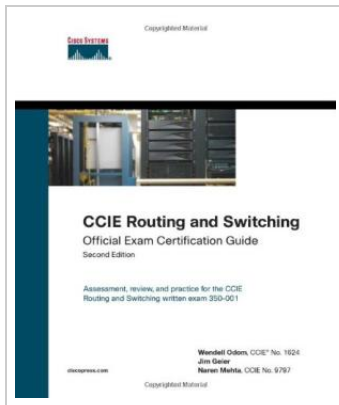 Copyrighted Material
CISCO SYSTEMS
CCIE Routing and Switching
Official Exam Certification Guide
Second Edition
Assessment, review, and practice for the CCIE
Routing and Switching written exam 350-001
Wendell Odom, CCIE® No. 1624
Jim Geier
Naren Mehta, CCIE No. 9797
ciscopress.com
Copyrighted Material